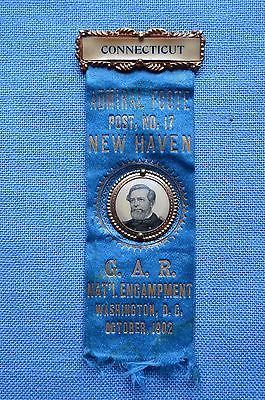 CONNECTICUT
ADMIRAL FOOTE
POST, NO. 17
NEW HAVEN
G. A. R.
NAT'L ENCAMPMENT
WASHINGTON, D. C.
OCTOBER, 1902